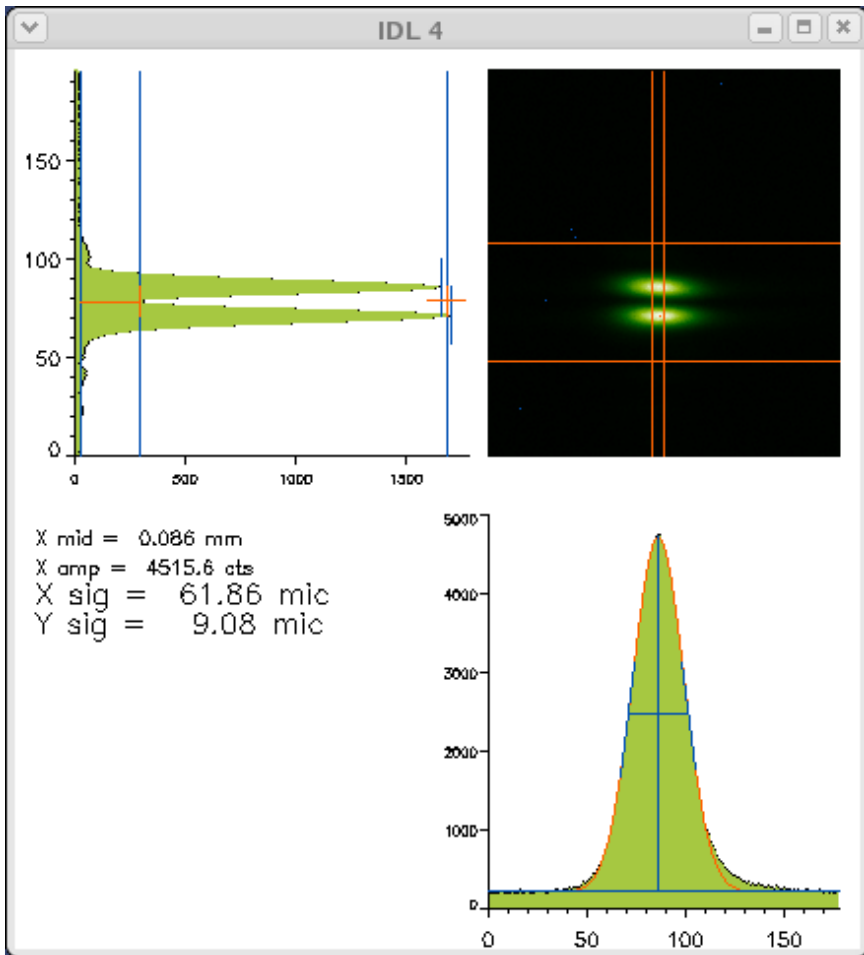 IDL 4
150
100
50
0
0 500 1000 1500
X mid = 0.086 mm
X amp = 4515.6 cts
X sig = 61.86 mic
Y sig = 9.08 mic
5000
4000
3000
2000
1000
0
0 50 100 150